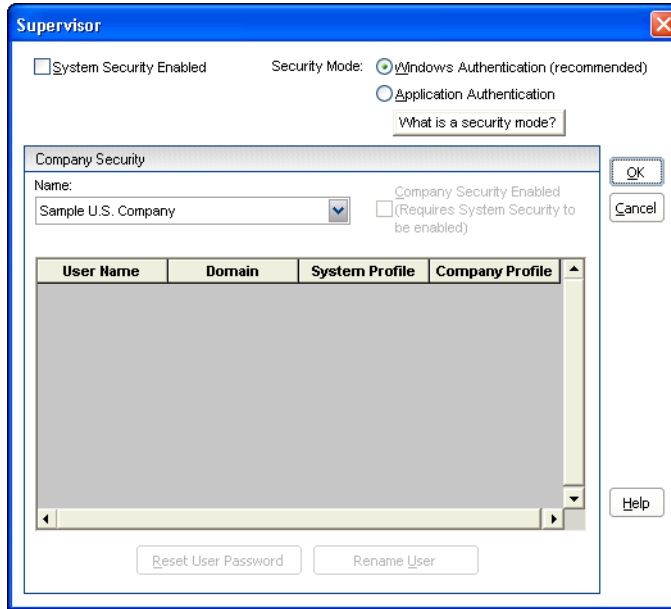 Supervisor
System Security Enabled
Security Mode:
Windows Authentication (recommended)
Application Authentication
What is a security mode?
Company Security
Name:
Sample U.S. Company
Company Security Enabled
(Requires System Security to
be enabled)
OK
Cancel
User Name Domain System Profile Company Profile
Help
Reset User Password Rename User